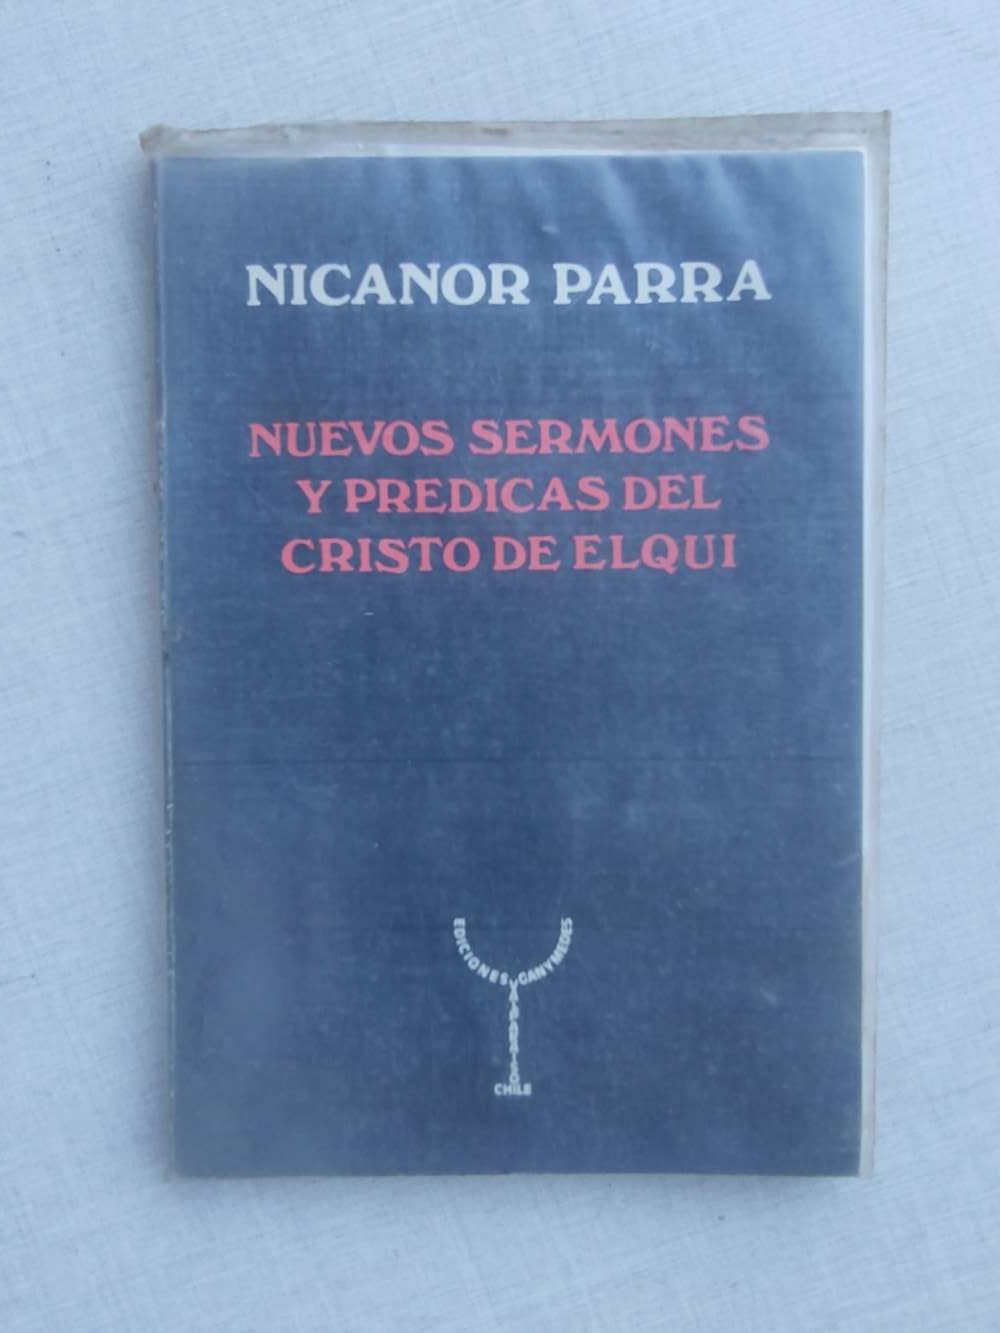 NICANOR PARRA
NUEVOS SERMONES
Y PREDICAS DEL
CRISTO DE ELQUI
EDICIONES GANYMEDES
VALPARAISO
CHILE